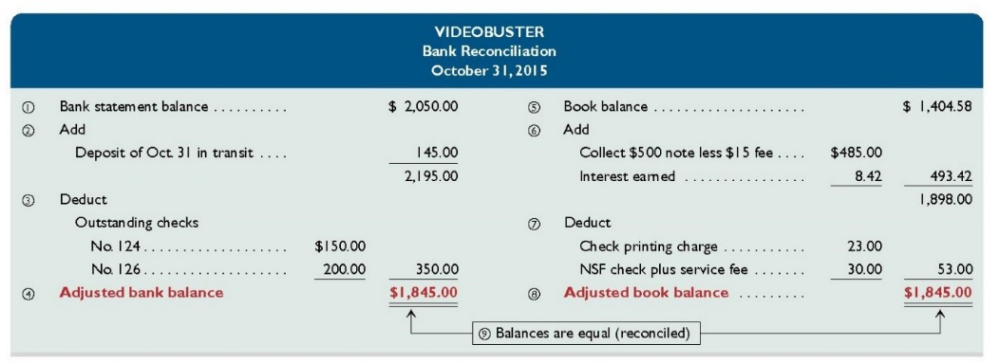 VIDEOBUSTER
Bank Reconciliation
October 31, 2015
① Bank statement balance .......... $ 2,050.00
② Add
Deposit of Oct. 31 in transit .... 145.00
2,195.00
③ Deduct
Outstanding checks
No. 124 ................... $150.00
No. 126 ................... 200.00 350.00
④ Adjusted bank balance $1,845.00
⑤ Book balance .................... $ 1,404.58
⑥ Add
Collect $500 note less $15 fee .... $485.00
Interest earned ................ 8.42 493.42
1,898.00
⑦ Deduct
Check printing charge ........... 23.00
NSF check plus service fee ....... 30.00 53.00
⑧ Adjusted book balance ......... $1,845.00
⑨ Balances are equal (reconciled)